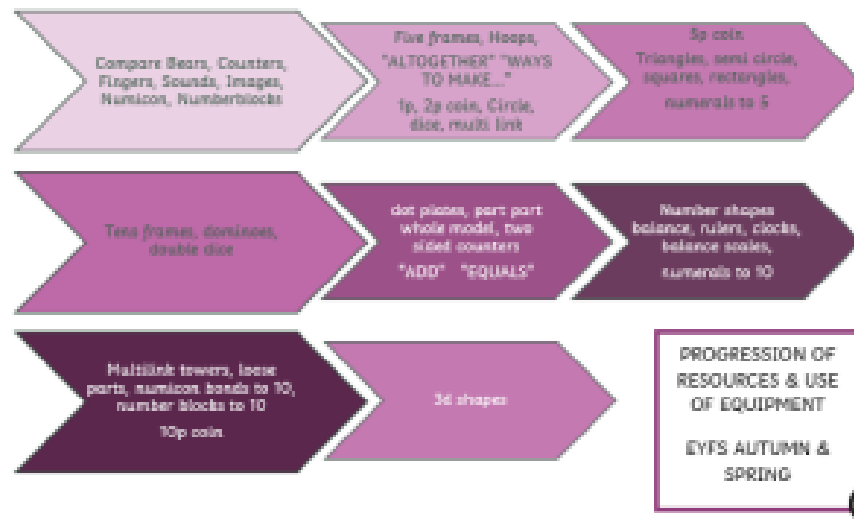 Compare Bears, Counters,
Fingers, Sounds, Images,
Numicon, Numberblocks
Five frames, Hoops,
"ALTOGETHER" "WAYS
TO MAKE..."
1p, 2p coin, Circle,
dice, multi link
5p coin
Triangles, semi circle,
squares, rectangles,
numerals to 5
Tens frames, dominoes,
double dice
dot plates, part part
whole model, two
sided counters
"ADD" "EQUALS"
Number shapes
balance, rulers, clocks,
balance scales,
numerals to 10
Multilink towers, loose
parts, numicon bonds to 10,
number blocks to 10
10p coin
3d shapes
PROGRESSION OF
RESOURCES & USE
OF EQUIPMENT
EYFS AUTUMN &
SPRING